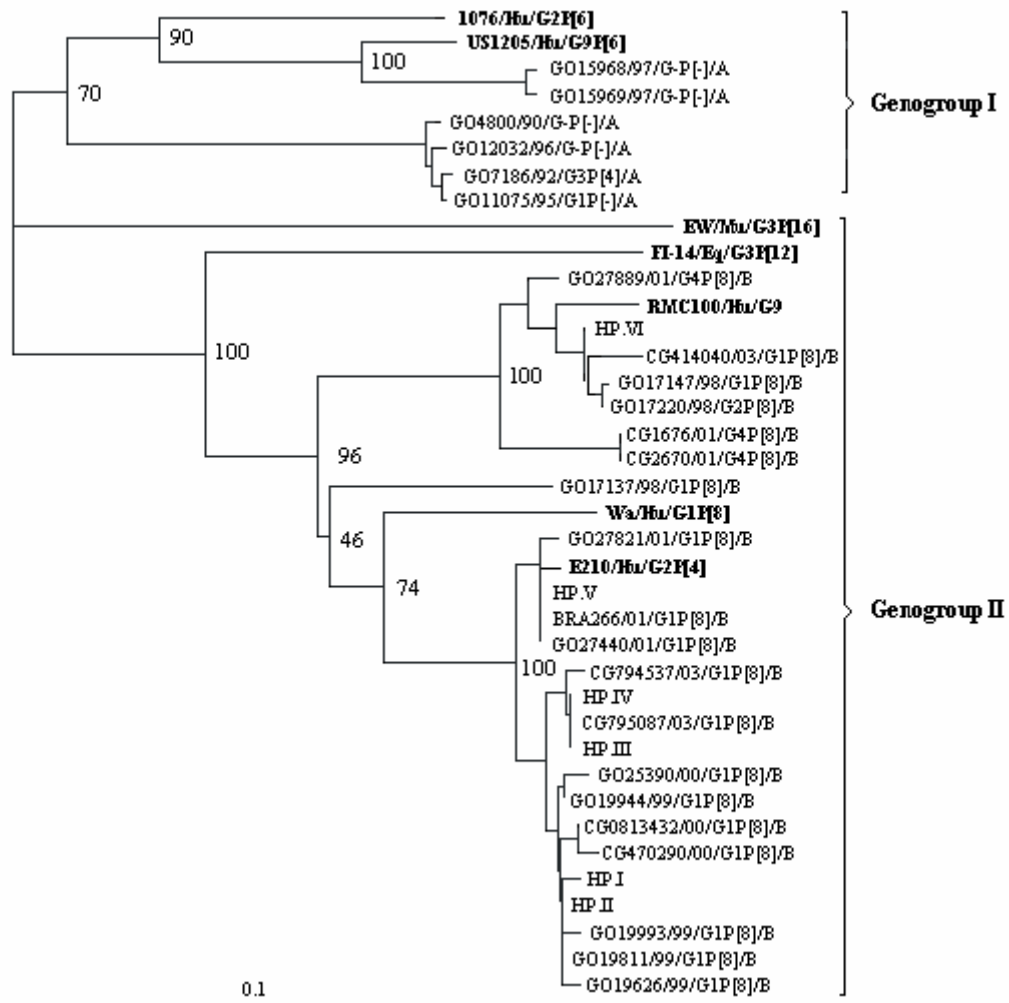 1076/Hu/G2P[6]
90
US1205/Hu/G9P[6]
100
GO15968/97/G-P[-]/A
70
GO15969/97/G-P[-]/A
Genogroup I
GO4800/90/G-P[-]/A
GO12032/96/G-P[-]/A
GO7186/92/G3P[4]/A
GO11075/95/G1P[-]/A
EW/Mu/G3P[16]
FI-14/Eq/G3P[12]
GO27889/01/G4P[8]/B
RMC100/Hu/G9
HP.VI
100
CG414040/03/G1P[8]/B
100
GO17147/98/G1P[8]/B
GO17220/98/G2P[8]/B
CG1676/01/G4P[8]/B
96
CG2670/01/G4P[8]/B
GO17137/98/G1P[8]/B
Wa/Hu/G1P[8]
46
GO27821/01/G1P[8]/B
E210/Hu/G2P[4]
74
HP.V
BRA266/01/G1P[8]/B
Genogroup II
GO27440/01/G1P[8]/B
100
CG794537/03/G1P[8]/B
HP.IV
CG795087/03/G1P[8]/B
HP.III
GO25390/00/G1P[8]/B
GO19944/99/G1P[8]/B
CG0813432/00/G1P[8]/B
CG470290/00/G1P[8]/B
HP.I
HP.II
GO19993/99/G1P[8]/B
GO19811/99/G1P[8]/B
GO19626/99/G1P[8]/B
0.1